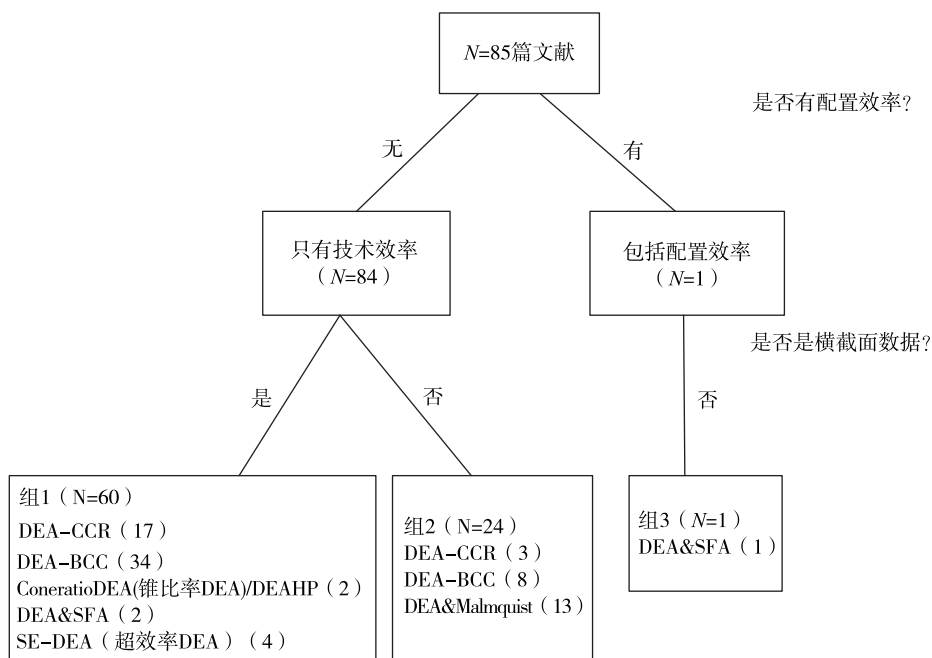 N=85篇文献
是否有配置效率？
无
有
只有技术效率
（N=84）
包括配置效率
（N=1）
是否是横截面数据？
是
否
否
组1（N=60）
DEA-CCR（17）
DEA-BCC（34）
ConeratioDEA(锥比率DEA)/DEAHP（2）
DEA&SFA（2）
SE-DEA（超效率DEA）（4）
组2（N=24）
DEA-CCR（3）
DEA-BCC（8）
DEA&Malmquist（13）
组3（N=1）
DEA&SFA（1）